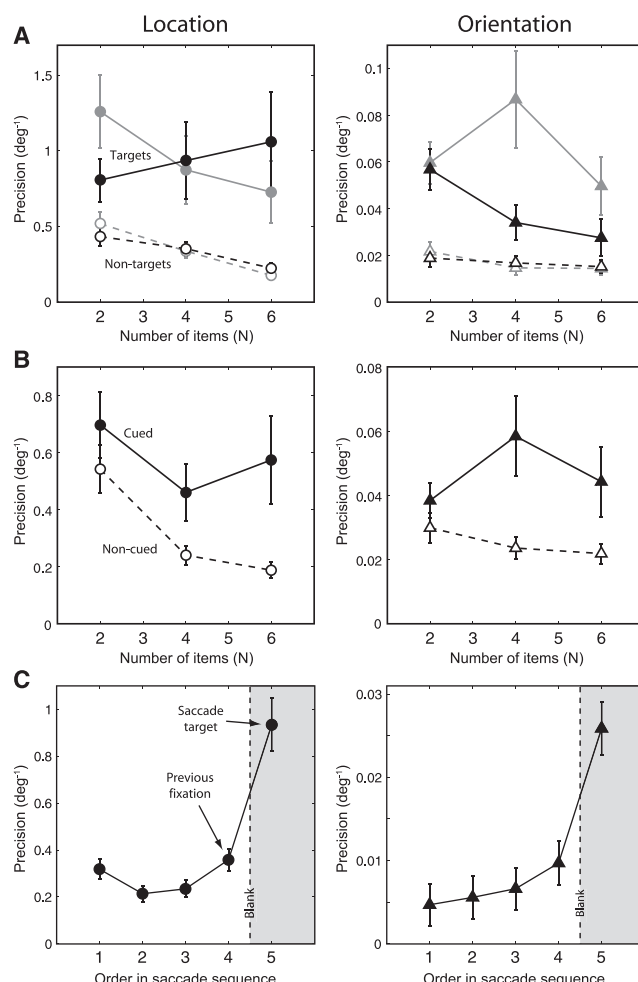 Location
Orientation
A
Precision (deg⁻¹)
1.5
1
0.5
0
Targets
Non-targets
2 3 4 5 6
Number of items (N)
Precision (deg⁻¹)
0.1
0.08
0.06
0.04
0.02
0
2 3 4 5 6
Number of items (N)
B
Precision (deg⁻¹)
0.8
0.6
0.4
0.2
0
Cued
Non-cued
2 3 4 5 6
Number of items (N)
Precision (deg⁻¹)
0.08
0.06
0.04
0.02
0
2 3 4 5 6
Number of items (N)
C
Precision (deg⁻¹)
1
0.8
0.6
0.4
0.2
0
Saccade
target
Previous
fixation
Blank
1 2 3 4 5
Order in saccade sequence
Precision (deg⁻¹)
0.03
0.02
0.01
0
Blank
1 2 3 4 5
Order in saccade sequence